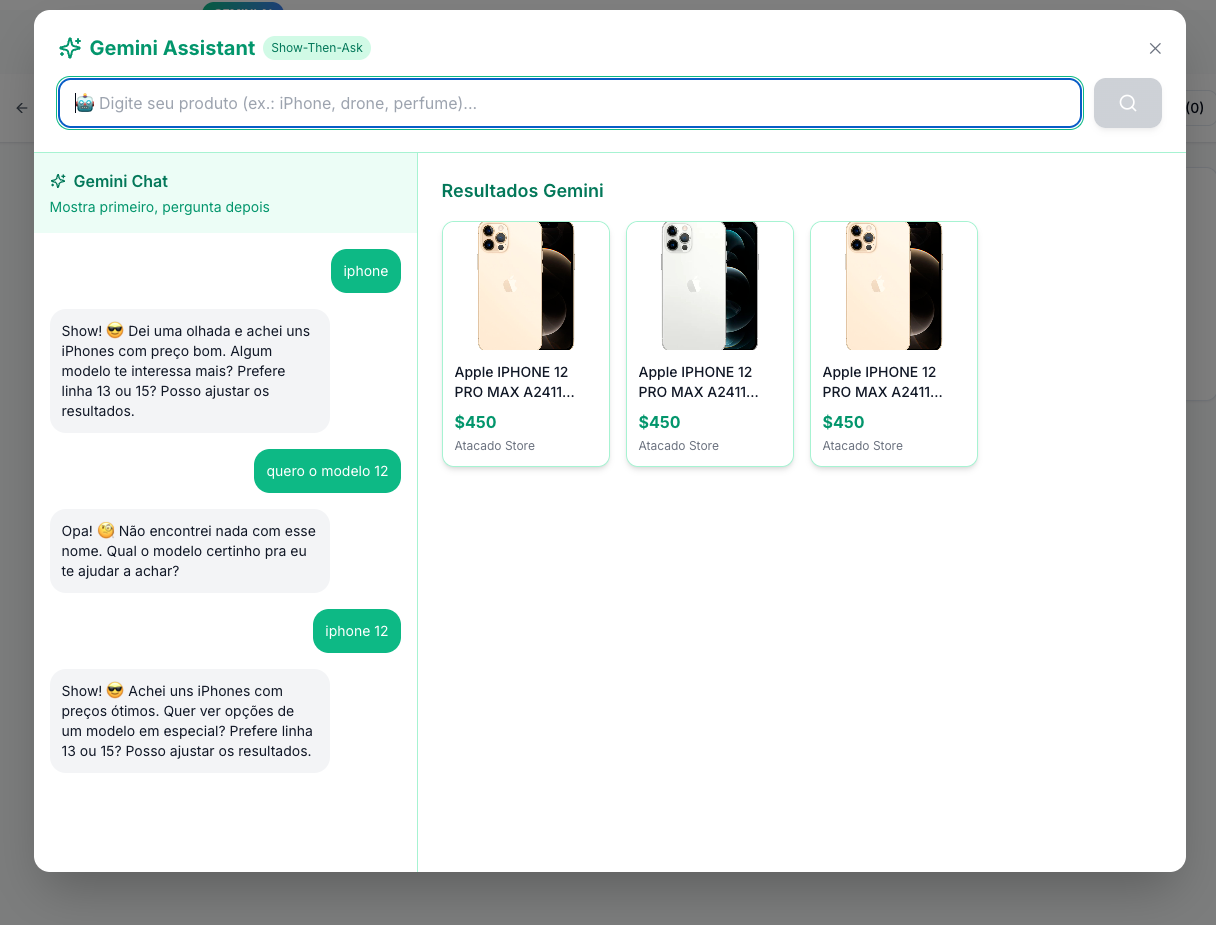 Gemini Assistant
Show-Then-Ask
🤖 Digite seu produto (ex.: iPhone, drone, perfume)...
(0)
Gemini Chat
Mostra primeiro, pergunta depois
iphone
Show! 😎 Dei uma olhada e achei uns
iPhones com preço bom. Algum
modelo te interessa mais? Prefere
linha 13 ou 15? Posso ajustar os
resultados.
quero o modelo 12
Opa! 🧐 Não encontrei nada com esse
nome. Qual o modelo certinho pra eu
te ajudar a achar?
iphone 12
Show! 😎 Achei uns iPhones com
preços ótimos. Quer ver opções de
um modelo em especial? Prefere linha
13 ou 15? Posso ajustar os resultados.
Resultados Gemini
Apple IPHONE 12
PRO MAX A2411...
$450
Atacado Store
Apple IPHONE 12
PRO MAX A2411...
$450
Atacado Store
Apple IPHONE 12
PRO MAX A2411...
$450
Atacado Store